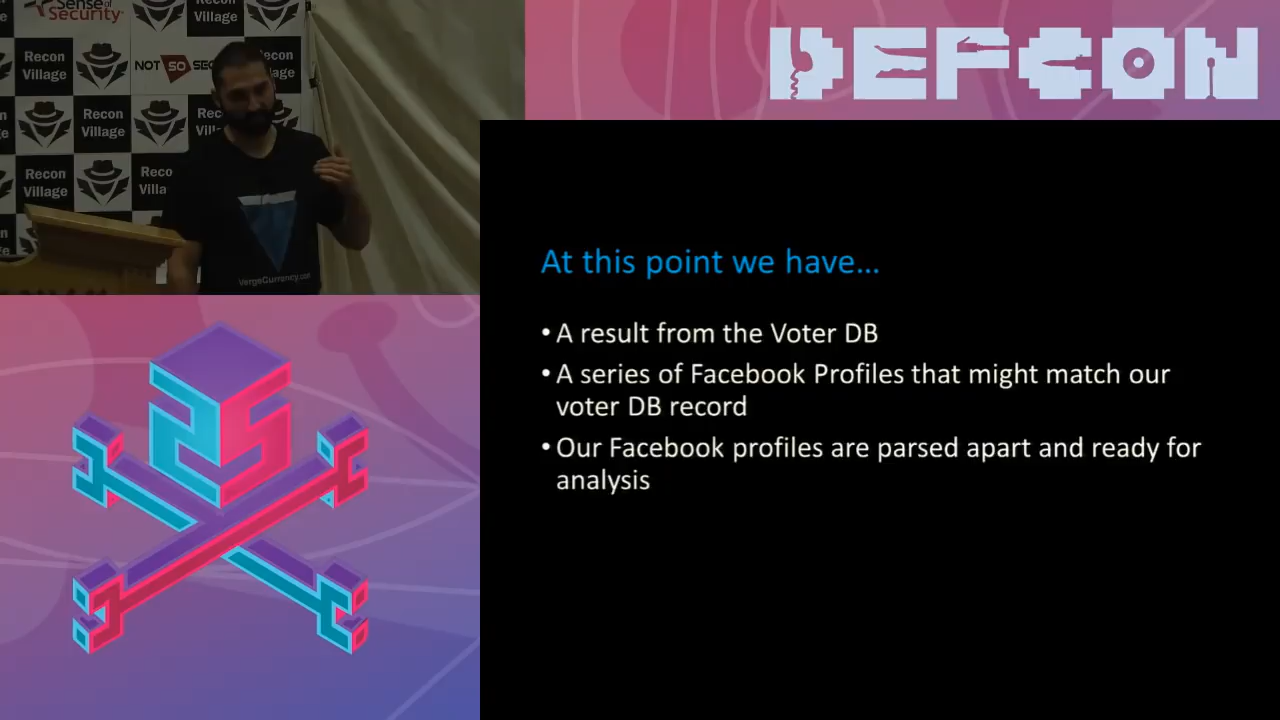 Sense of
Security
Village
Recon
Village
NOT SO SEC
Recon
Village
Recon
Village
VergeCurrency.com
DEFCON
At this point we have…
• A result from the Voter DB
• A series of Facebook Profiles that might match our
voter DB record
• Our Facebook profiles are parsed apart and ready for
analysis
25